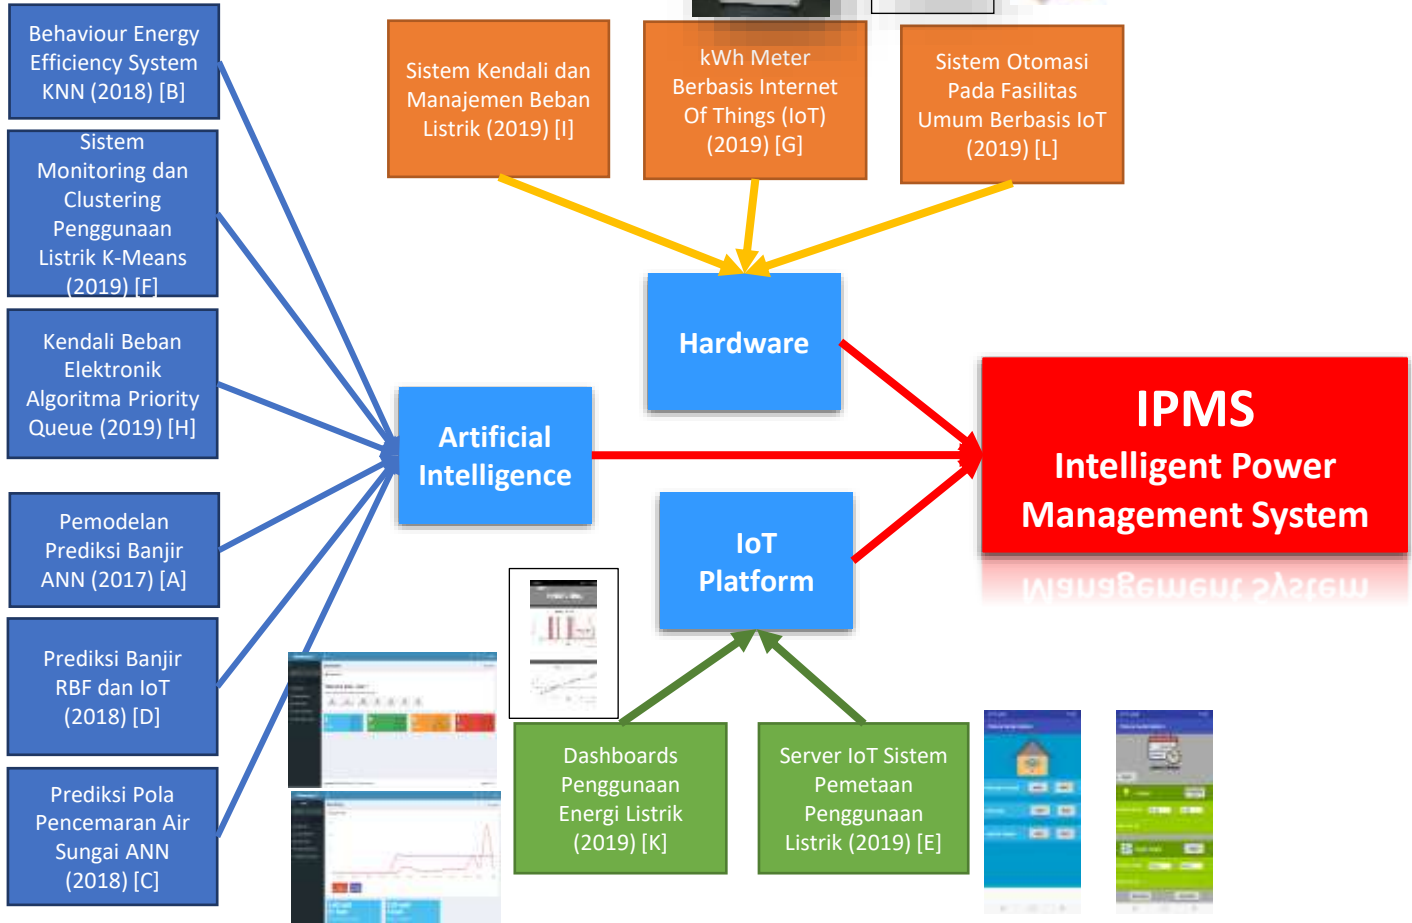 Behaviour Energy
Efficiency System
KNN (2018) [B]
Sistem
Monitoring dan
Clustering
Penggunaan
Listrik K-Means
(2019) [F]
Kendali Beban
Elektronik
Algoritma Priority
Queue (2019) [H]
Pemodelan
Prediksi Banjir
ANN (2017) [A]
Prediksi Banjir
RBF dan IoT
(2018) [D]
Prediksi Pola
Pencemaran Air
Sungai ANN
(2018) [C]
Sistem Kendali dan
Manajemen Beban
Listrik (2019) [I]
kWh Meter
Berbasis Internet
Of Things (IoT)
(2019) [G]
Sistem Otomasi
Pada Fasilitas
Umum Berbasis IoT
(2019) [L]
Hardware
Artificial
Intelligence
IoT
Platform
IPMS
Intelligent Power
Management System
Dashboards
Penggunaan
Energi Listrik
(2019) [K]
Server IoT Sistem
Pemetaan
Penggunaan
Listrik (2019) [E]